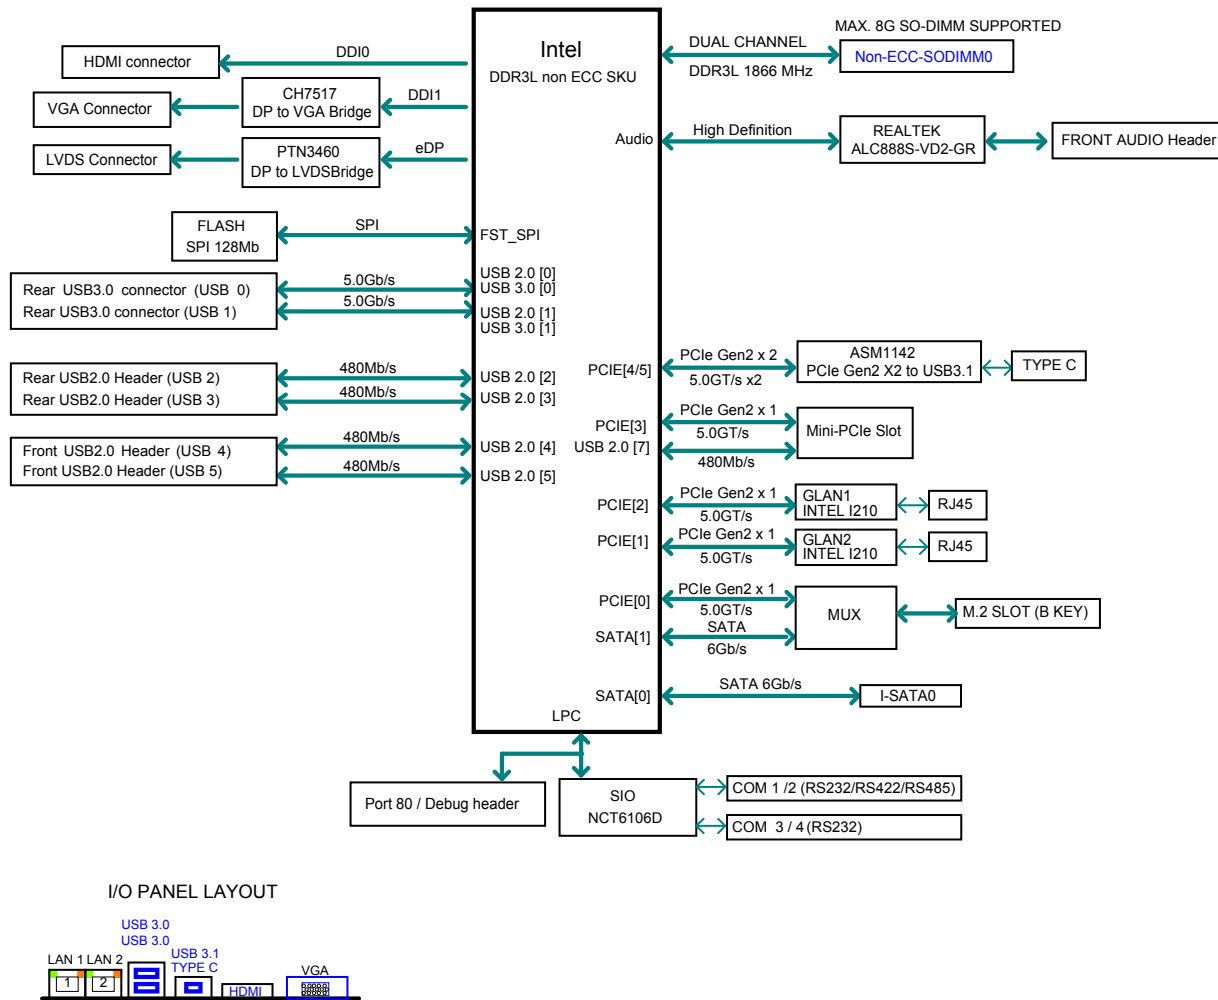 MAX. 8G SO-DIMM SUPPORTED
Intel
DDR3L non ECC SKU
DUAL CHANNEL
DDR3L 1866 MHz
Non-ECC-SODIMM0
HDMI connector
DDI0
VGA Connector
CH7517
DP to VGA Bridge
DDI1
LVDS Connector
PTN3460
DP to LVDSBridge
eDP
Audio
High Definition
REALTEK
ALC888S-VD2-GR
FRONT AUDIO Header
FLASH
SPI 128Mb
SPI
FST_SPI
Rear USB3.0 connector (USB 0)
Rear USB3.0 connector (USB 1)
5.0Gb/s
5.0Gb/s
USB 2.0 [0]
USB 3.0 [0]
USB 2.0 [1]
USB 3.0 [1]
Rear USB2.0 Header (USB 2)
Rear USB2.0 Header (USB 3)
480Mb/s
480Mb/s
USB 2.0 [2]
USB 2.0 [3]
Front USB2.0 Header (USB 4)
Front USB2.0 Header (USB 5)
480Mb/s
480Mb/s
USB 2.0 [4]
USB 2.0 [5]
PCIE[4/5]
PCIe Gen2 x 2
5.0GT/s x2
ASM1142
PCIe Gen2 X2 to USB3.1
TYPE C
PCIE[3]
USB 2.0 [7]
PCIe Gen2 x 1
5.0GT/s
480Mb/s
Mini-PCIe Slot
PCIE[2]
PCIe Gen2 x 1
5.0GT/s
GLAN1
INTEL I210
RJ45
PCIE[1]
PCIe Gen2 x 1
5.0GT/s
GLAN2
INTEL I210
RJ45
PCIE[0]
PCIe Gen2 x 1
5.0GT/s
SATA[1]
SATA
6Gb/s
MUX
M.2 SLOT (B KEY)
SATA[0]
SATA 6Gb/s
I-SATA0
LPC
Port 80 / Debug header
SIO
NCT6106D
COM 1 /2 (RS232/RS422/RS485)
COM 3 / 4 (RS232)
I/O PANEL LAYOUT
USB 3.0
USB 3.0
LAN 1 LAN 2
USB 3.1
TYPE C
VGA
1
2
HDMI